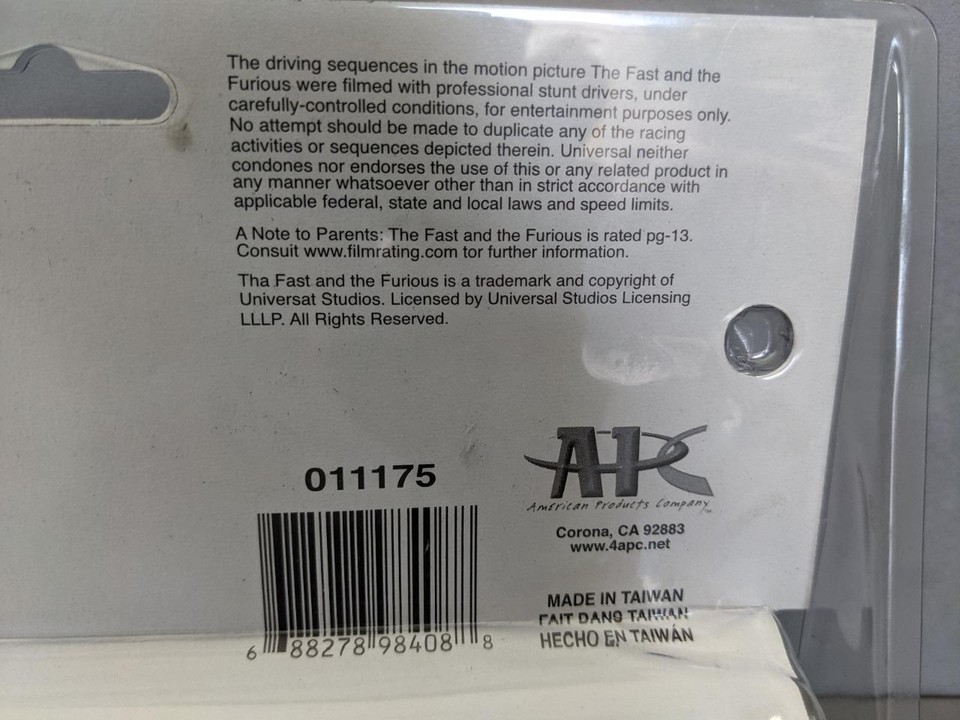 The driving sequences in the motion picture The Fast and the
Furious were filmed with professional stunt drivers, under
carefully-controlled conditions, for entertainment purposes only.
No attempt should be made to duplicate any of the racing
activities or sequences depicted therein. Universal neither
condones nor endorses the use of this or any related product in
any manner whatsoever other than in strict accordance with
applicable federal, state and local laws and speed limits.
A Note to Parents: The Fast and the Furious is rated pg-13.
Consuit www.filmrating.com tor further information.
Tha Fast and the Furious is a trademark and copyright of
Universat Studios. Licensed by Universal Studios Licensing
LLLP. All Rights Reserved.
011175
6 88278 98408 8
APC
American Products Company™
Corona, CA 92883
www.4apc.net
MADE IN TAIWAN
FAIT DANS TAIWAN
HECHO EN TAIWÁN